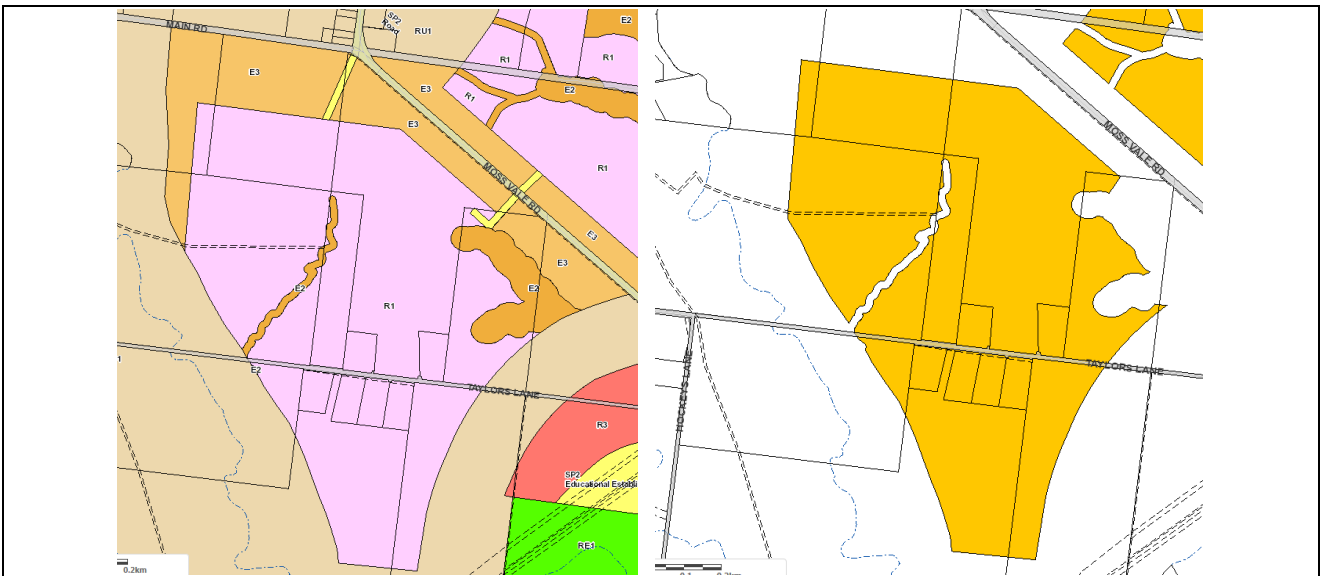 MAIN RD
SP2
Road
RU1
E2
E3
R1
R1
E3
E2
R1
E3
R1
MOSS VALE RD
E3
E3
E2
E2
R1
E2
TAYLORS LANE
R3
SP2
Educational Establi
RE1
0.2km
MOSS VALE RD
TAYLORS LANE
HOCKEYS LANE